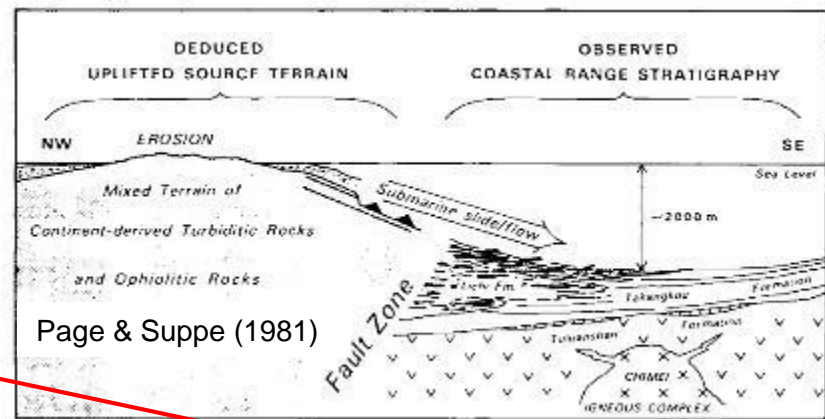 DEDUCED
UPLIFTED SOURCE TERRAIN
OBSERVED
COASTAL RANGE STRATIGRAPHY
NW
EROSION
SE
Sea Level
Mixed Terrain of
Continent-derived Turbiditic Rocks
and Ophiolitic Rocks
Submarine slide/flow
~2000 m
Lichi Fm.
Takangkou Formation
Tuluanshan Formation
Fault Zone
Page & Suppe (1981)
CHIMEI
IGNEOUS COMPLEX